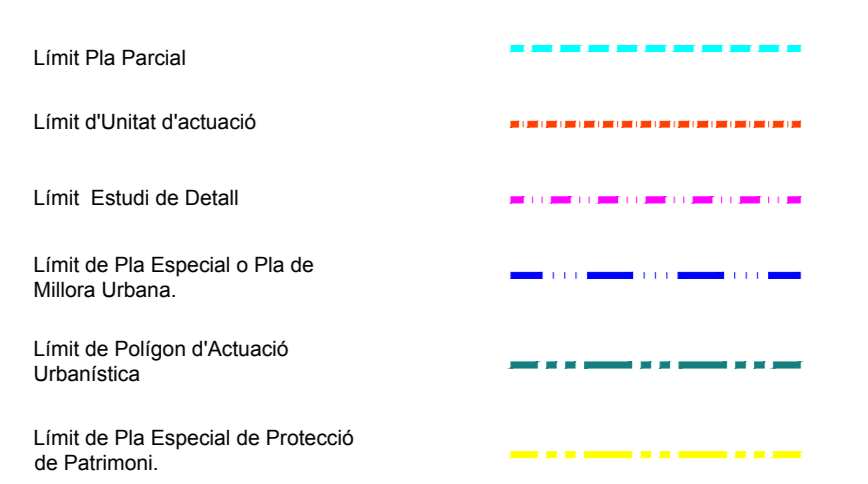 Límit Pla Parcial
Límit d'Unitat d'actuació
Límit Estudi de Detall
Límit de Pla Especial o Pla de
Millora Urbana.
Límit de Polígon d'Actuació
Urbanística
Límit de Pla Especial de Protecció
de Patrimoni.